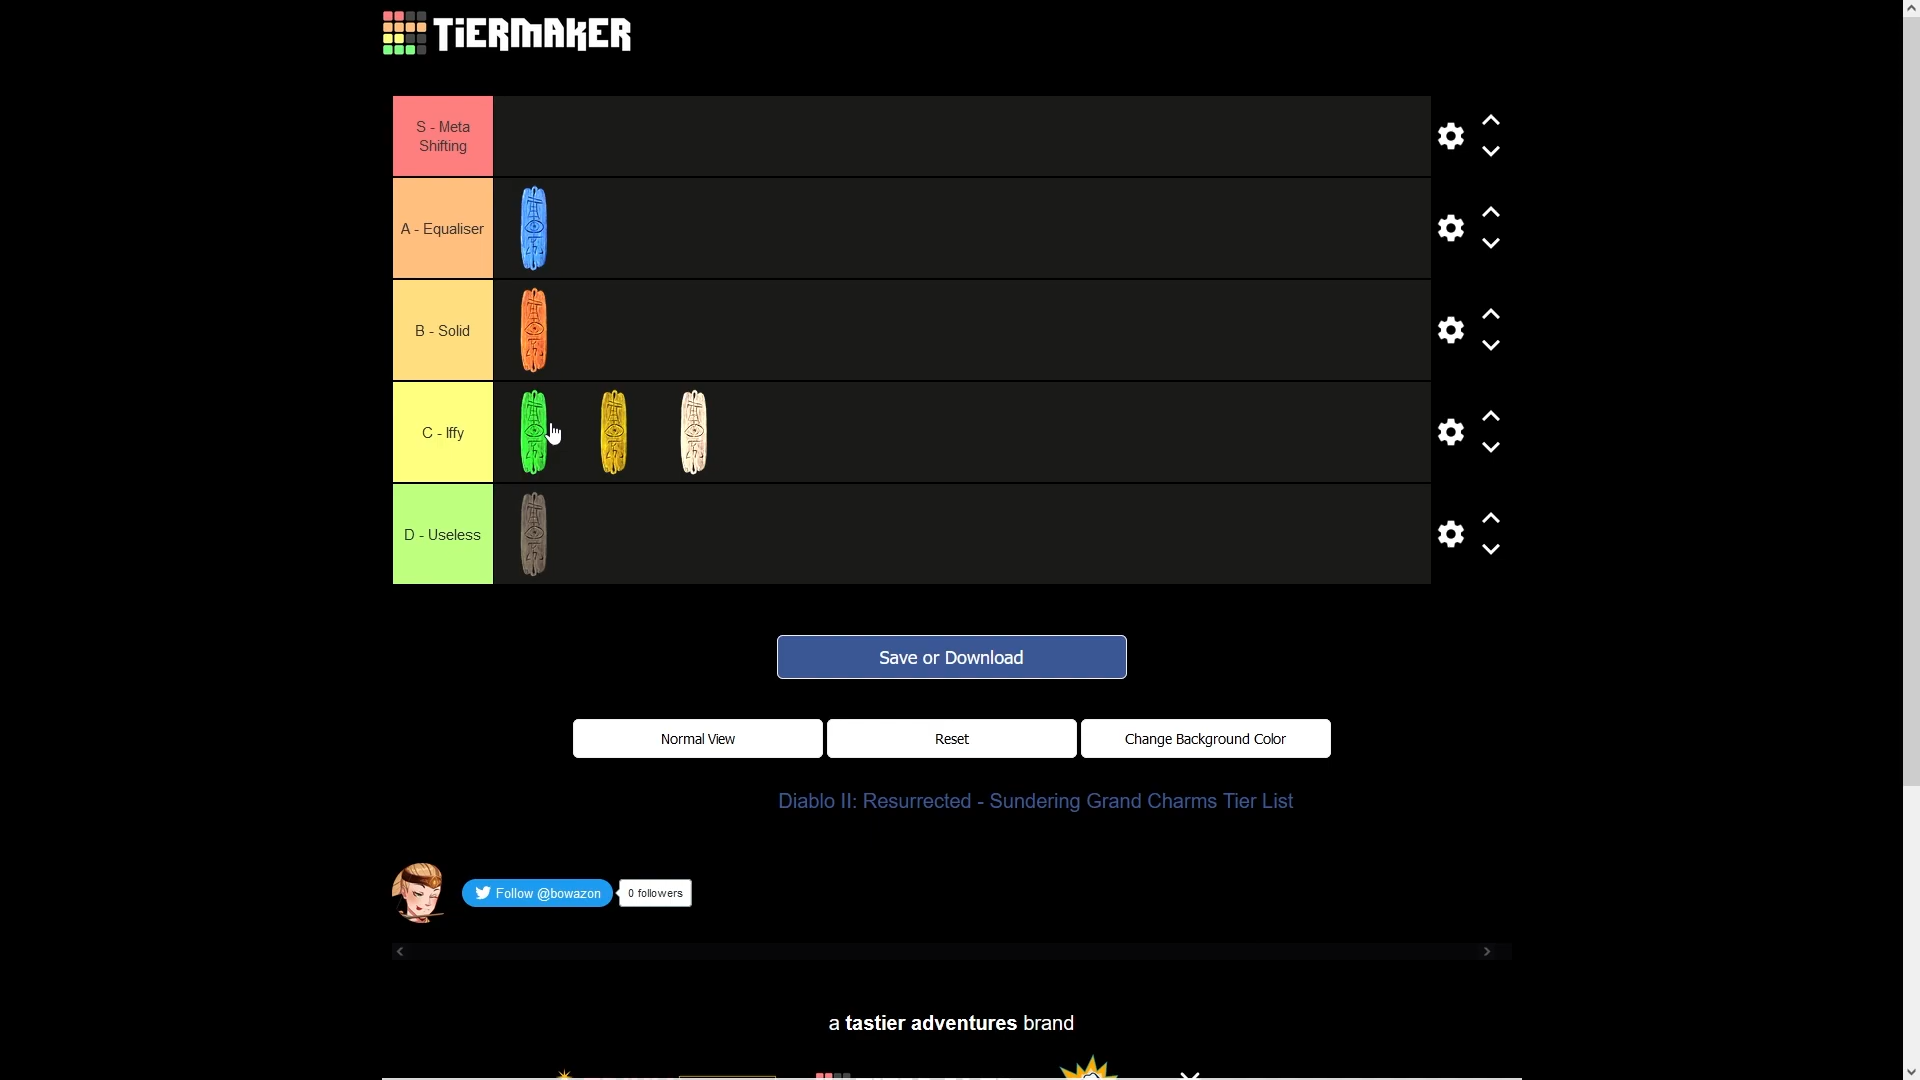 TiERMAKER
S - Meta
Shifting
A - Equaliser
B - Solid
C - Iffy
D - Useless
Save or Download
Normal View
Reset
Change Background Color
Diablo II: Resurrected - Sundering Grand Charms Tier List
Follow @bowazon
0 followers
a tastier adventures brand